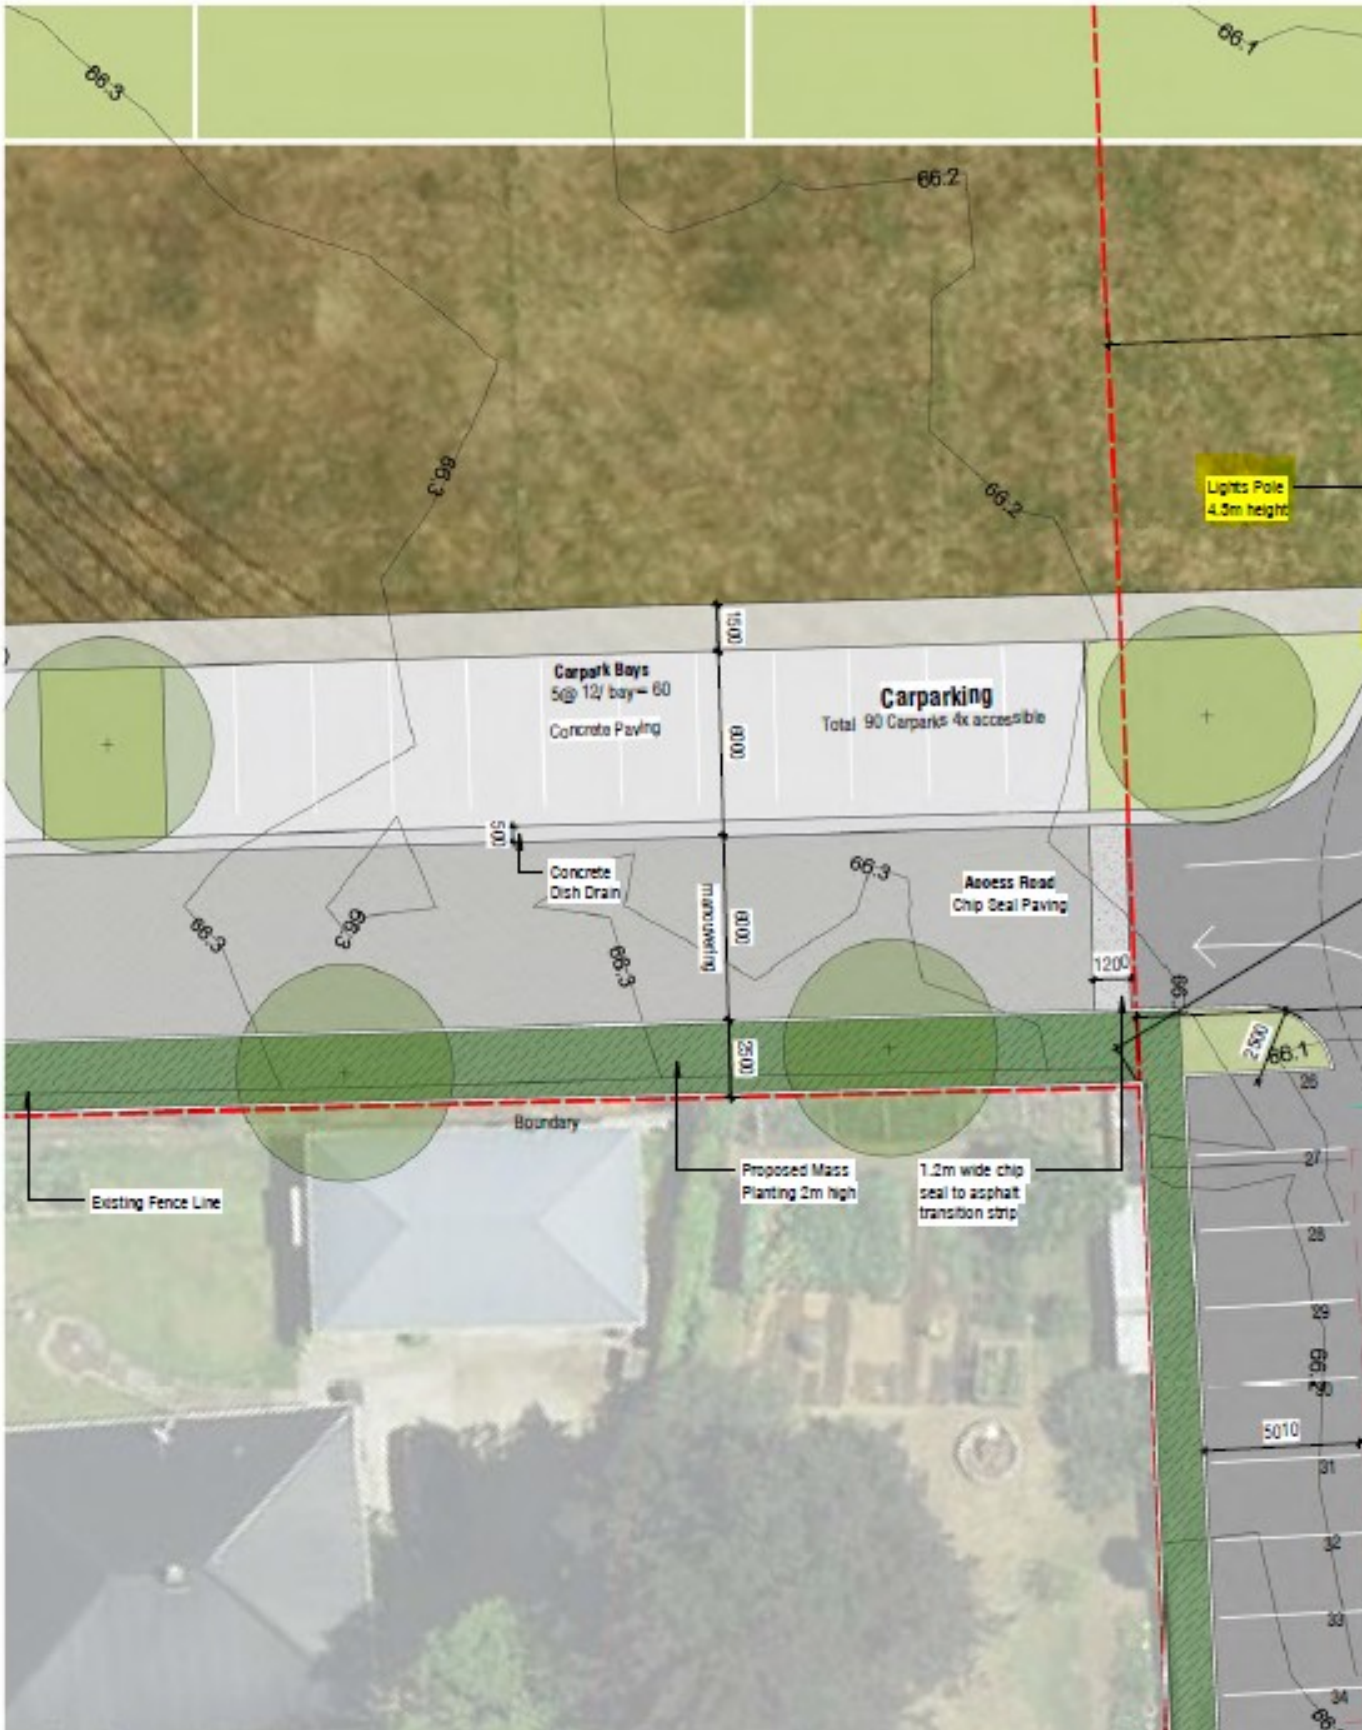 66.1
66.3
66.2
66.3
66.2
Lights Pole
4.5m height
1500
Carpark Bays
5@ 12/ bay= 60
Concrete Paving
Carparking
Total 90 Carparks 4x accessible
6000
500
Concrete
Dish Drain
manouvering
6000
66.3
Access Road
Chip Seal Paving
66.3
66.3
66.3
1200
2500
2500
66.1
26
Boundary
27
Existing Fence Line
Proposed Mass
Planting 2m high
1.2m wide chip
seal to asphalt
transition strip
28
29
66.2
30
5010
31
32
33
34